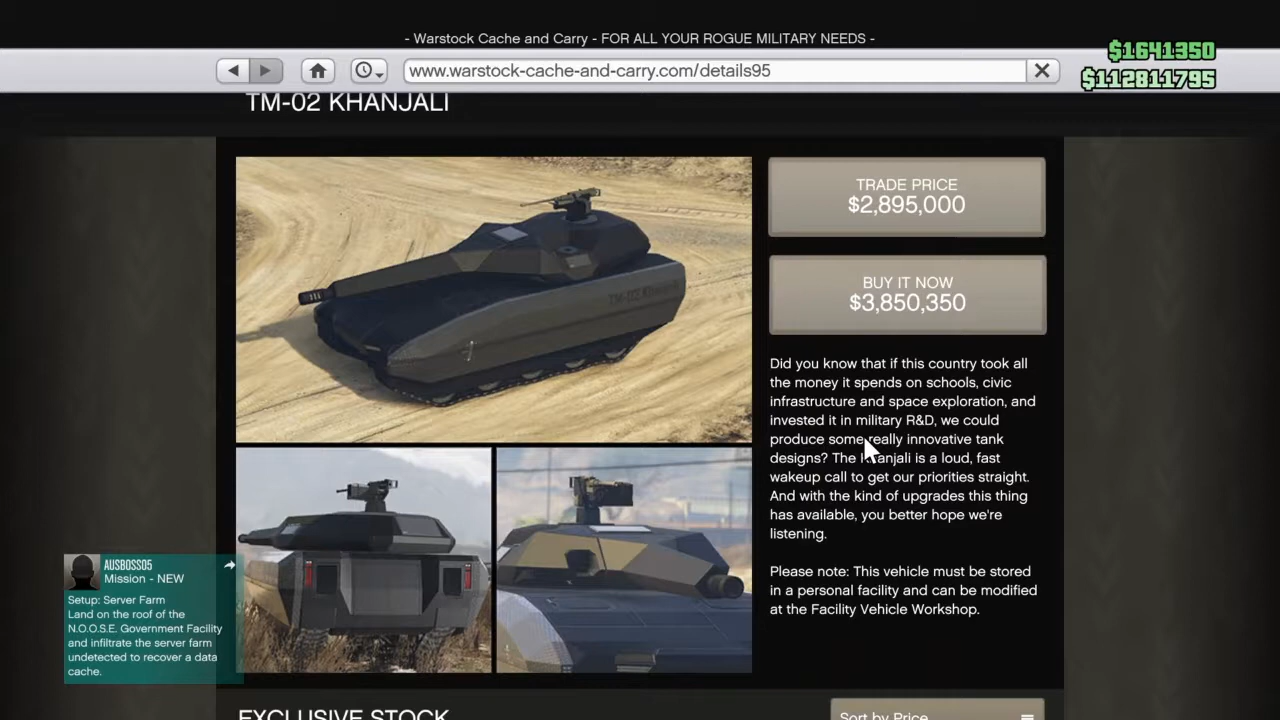 - Warstock Cache and Carry - FOR ALL YOUR ROGUE MILITARY NEEDS -
$1641350
www.warstock-cache-and-carry.com/details95
$112811795
TM-02 KHANJALI
TRADE PRICE
$2,895,000
BUY IT NOW
$3,850,350
TM-02 Khanjali
Did you know that if this country took all
the money it spends on schools, civic
infrastructure and space exploration, and
invested it in military R&D, we could
produce some really innovative tank
designs? The Khanjali is a loud, fast
wakeup call to get our priorities straight.
And with the kind of upgrades this thing
has available, you better hope we're
listening.
Please note: This vehicle must be stored
in a personal facility and can be modified
at the Facility Vehicle Workshop.
AUSBOSS05
Mission - NEW
Setup: Server Farm
Land on the roof of the
N.O.O.S.E. Government Facility
and infiltrate the server farm
undetected to recover a data
cache.
EXCLUSIVE STOCK
Sort by Price